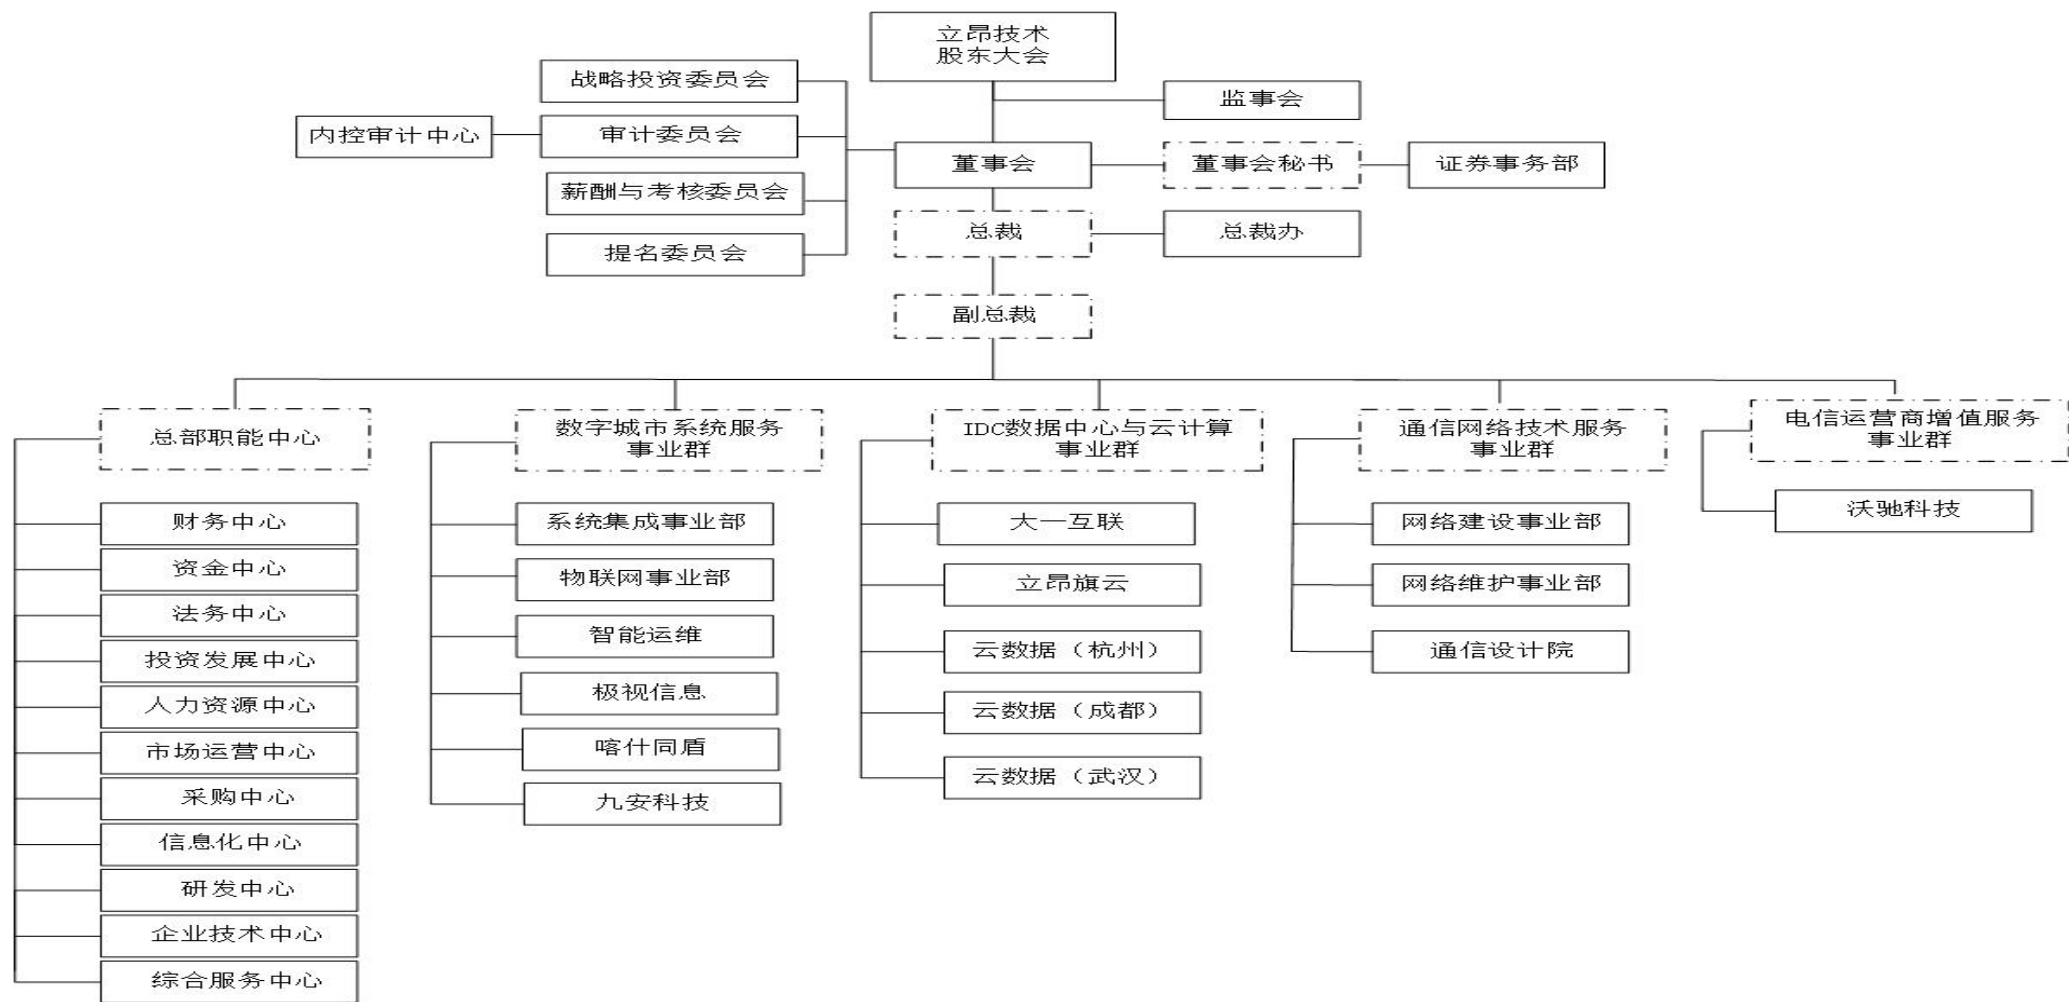 立昂技术
股东大会
战略投资委员会
监事会
内控审计中心
审计委员会
董事会
董事会秘书
证券事务部
薪酬与考核委员会
总裁
总裁办
提名委员会
副总裁
总部职能中心
数字城市系统服务
事业群
IDC数据中心与云计算
事业群
通信网络技术服务
事业群
电信运营商增值服务
事业群
财务中心
资金中心
法务中心
投资发展中心
人力资源中心
市场运营中心
采购中心
信息化中心
研发中心
企业技术中心
综合服务中心
系统集成事业部
物联网事业部
智能运维
极视信息
喀什同盾
九安科技
大一互联
立昂旗云
云数据（杭州）
云数据（成都）
云数据（武汉）
网络建设事业部
网络维护事业部
通信设计院
沃驰科技